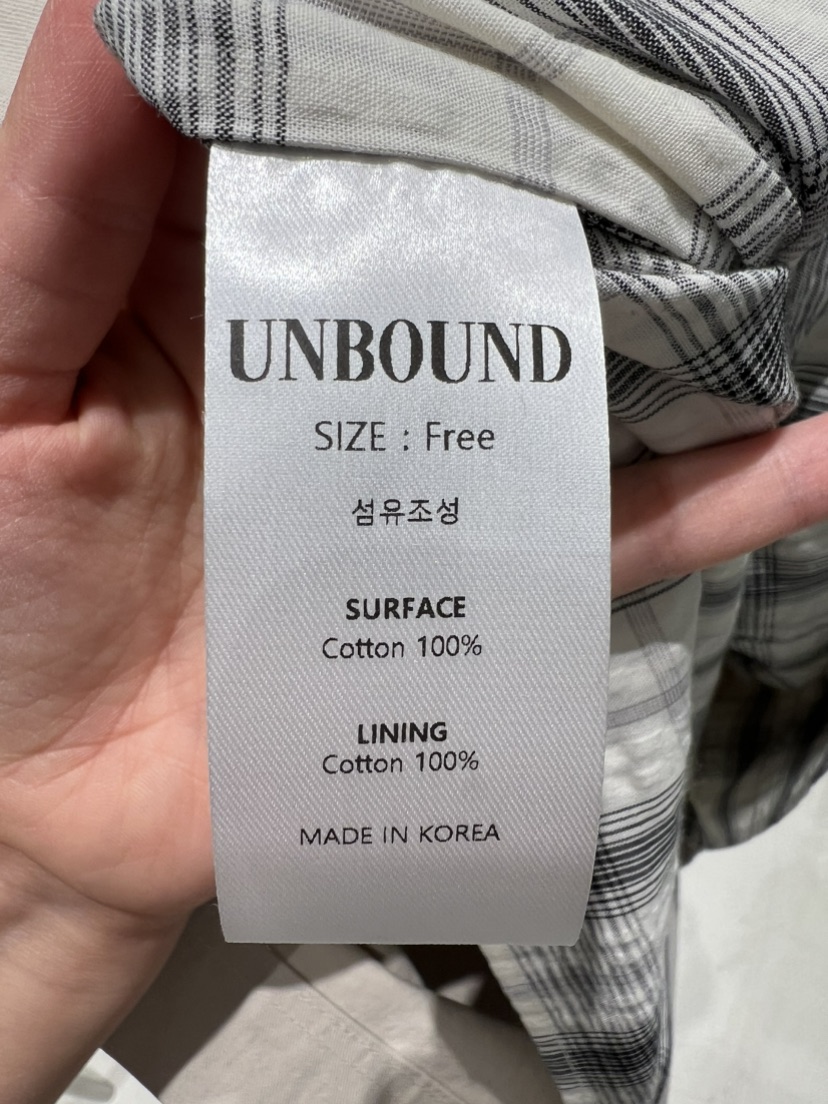 UNBOUND
SIZE : Free
섬유조성
SURFACE
Cotton 100%
LINING
Cotton 100%
MADE IN KOREA